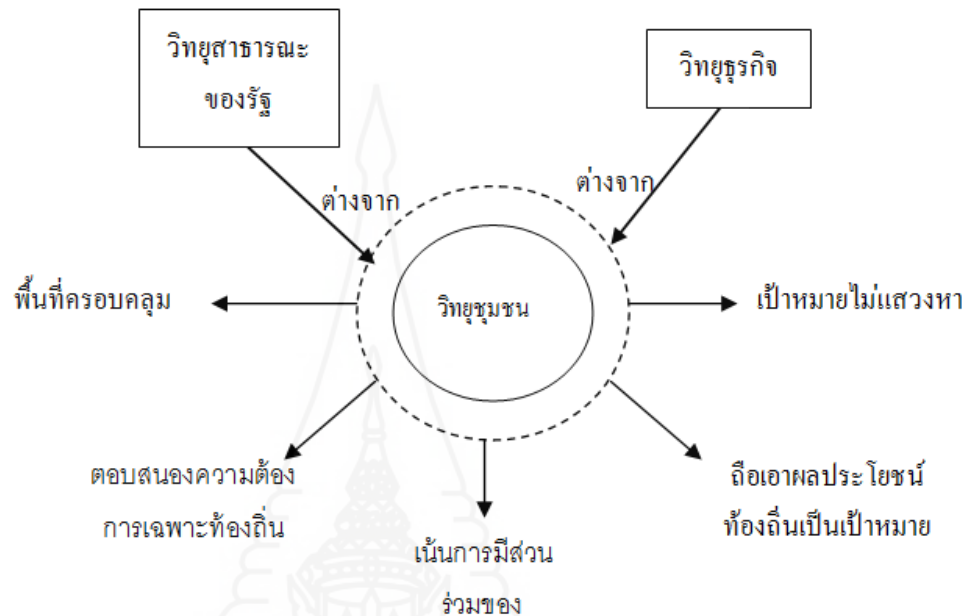 วิทยุสาธารณะ
ของรัฐ
วิทยุธุรกิจ
ต่างจาก
ต่างจาก
พื้นที่ครอบคลุม
วิทยุชุมชน
เป้าหมายไม่แสวงหา
ตอบสนองความต้อง
การเฉพาะท้องถิ่น
เน้นการมีส่วน
ร่วมของ
ถือเอาผลประโยชน์
ท้องถิ่นเป็นเป้าหมาย